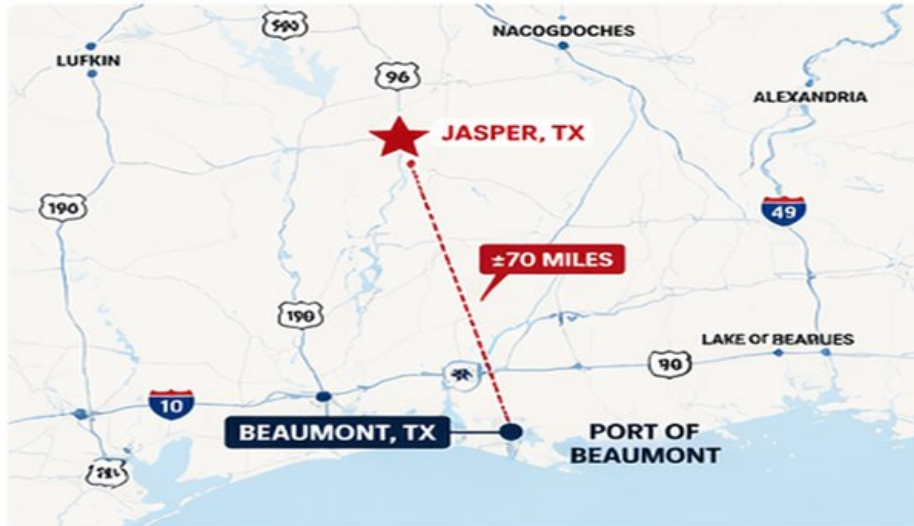 NACOGDOCHES
LUFKIN
96
ALEXANDRIA
JASPER, TX
190
49
±70 MILES
190
LAKE OF BEARUES
90
10
BEAUMONT, TX
PORT OF
BEAUMONT